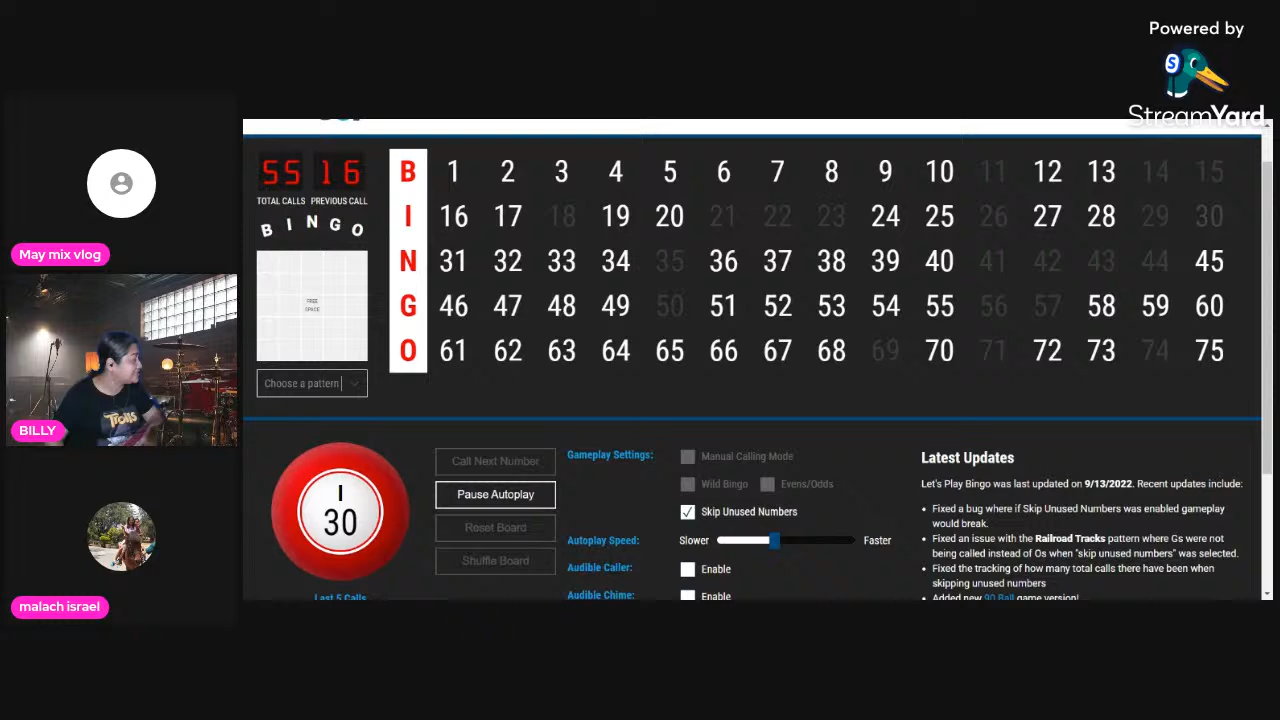 Powered by
S
StreamYard
May mix vlog
TROLLS
BILLY
malach israel
55 16
TOTAL CALLS PREVIOUS CALL
B I N G O
FREE
SPACE
Choose a pattern
B 1 2 3 4 5 6 7 8 9 10 11 12 13 14 15
I 16 17 18 19 20 21 22 23 24 25 26 27 28 29 30
N 31 32 33 34 35 36 37 38 39 40 41 42 43 44 45
G 46 47 48 49 50 51 52 53 54 55 56 57 58 59 60
O 61 62 63 64 65 66 67 68 69 70 71 72 73 74 75
I
30
Last 5 Calls
Call Next Number
Pause Autoplay
Reset Board
Shuffle Board
Gameplay Settings:
Manual Calling Mode
Wild Bingo Evens/Odds
Skip Unused Numbers
Autoplay Speed: Slower Faster
Audible Caller: Enable
Audible Chime: Enable
Latest Updates
Let's Play Bingo was last updated on 9/13/2022. Recent updates include:
• Fixed a bug where if Skip Unused Numbers was enabled gameplay
would break.
• Fixed an issue with the Railroad Tracks pattern where Gs were not
being called instead of Os when "skip unused numbers" was selected.
• Fixed the tracking of how many total calls there have been when
skipping unused numbers
• Added new 90 Ball game version!